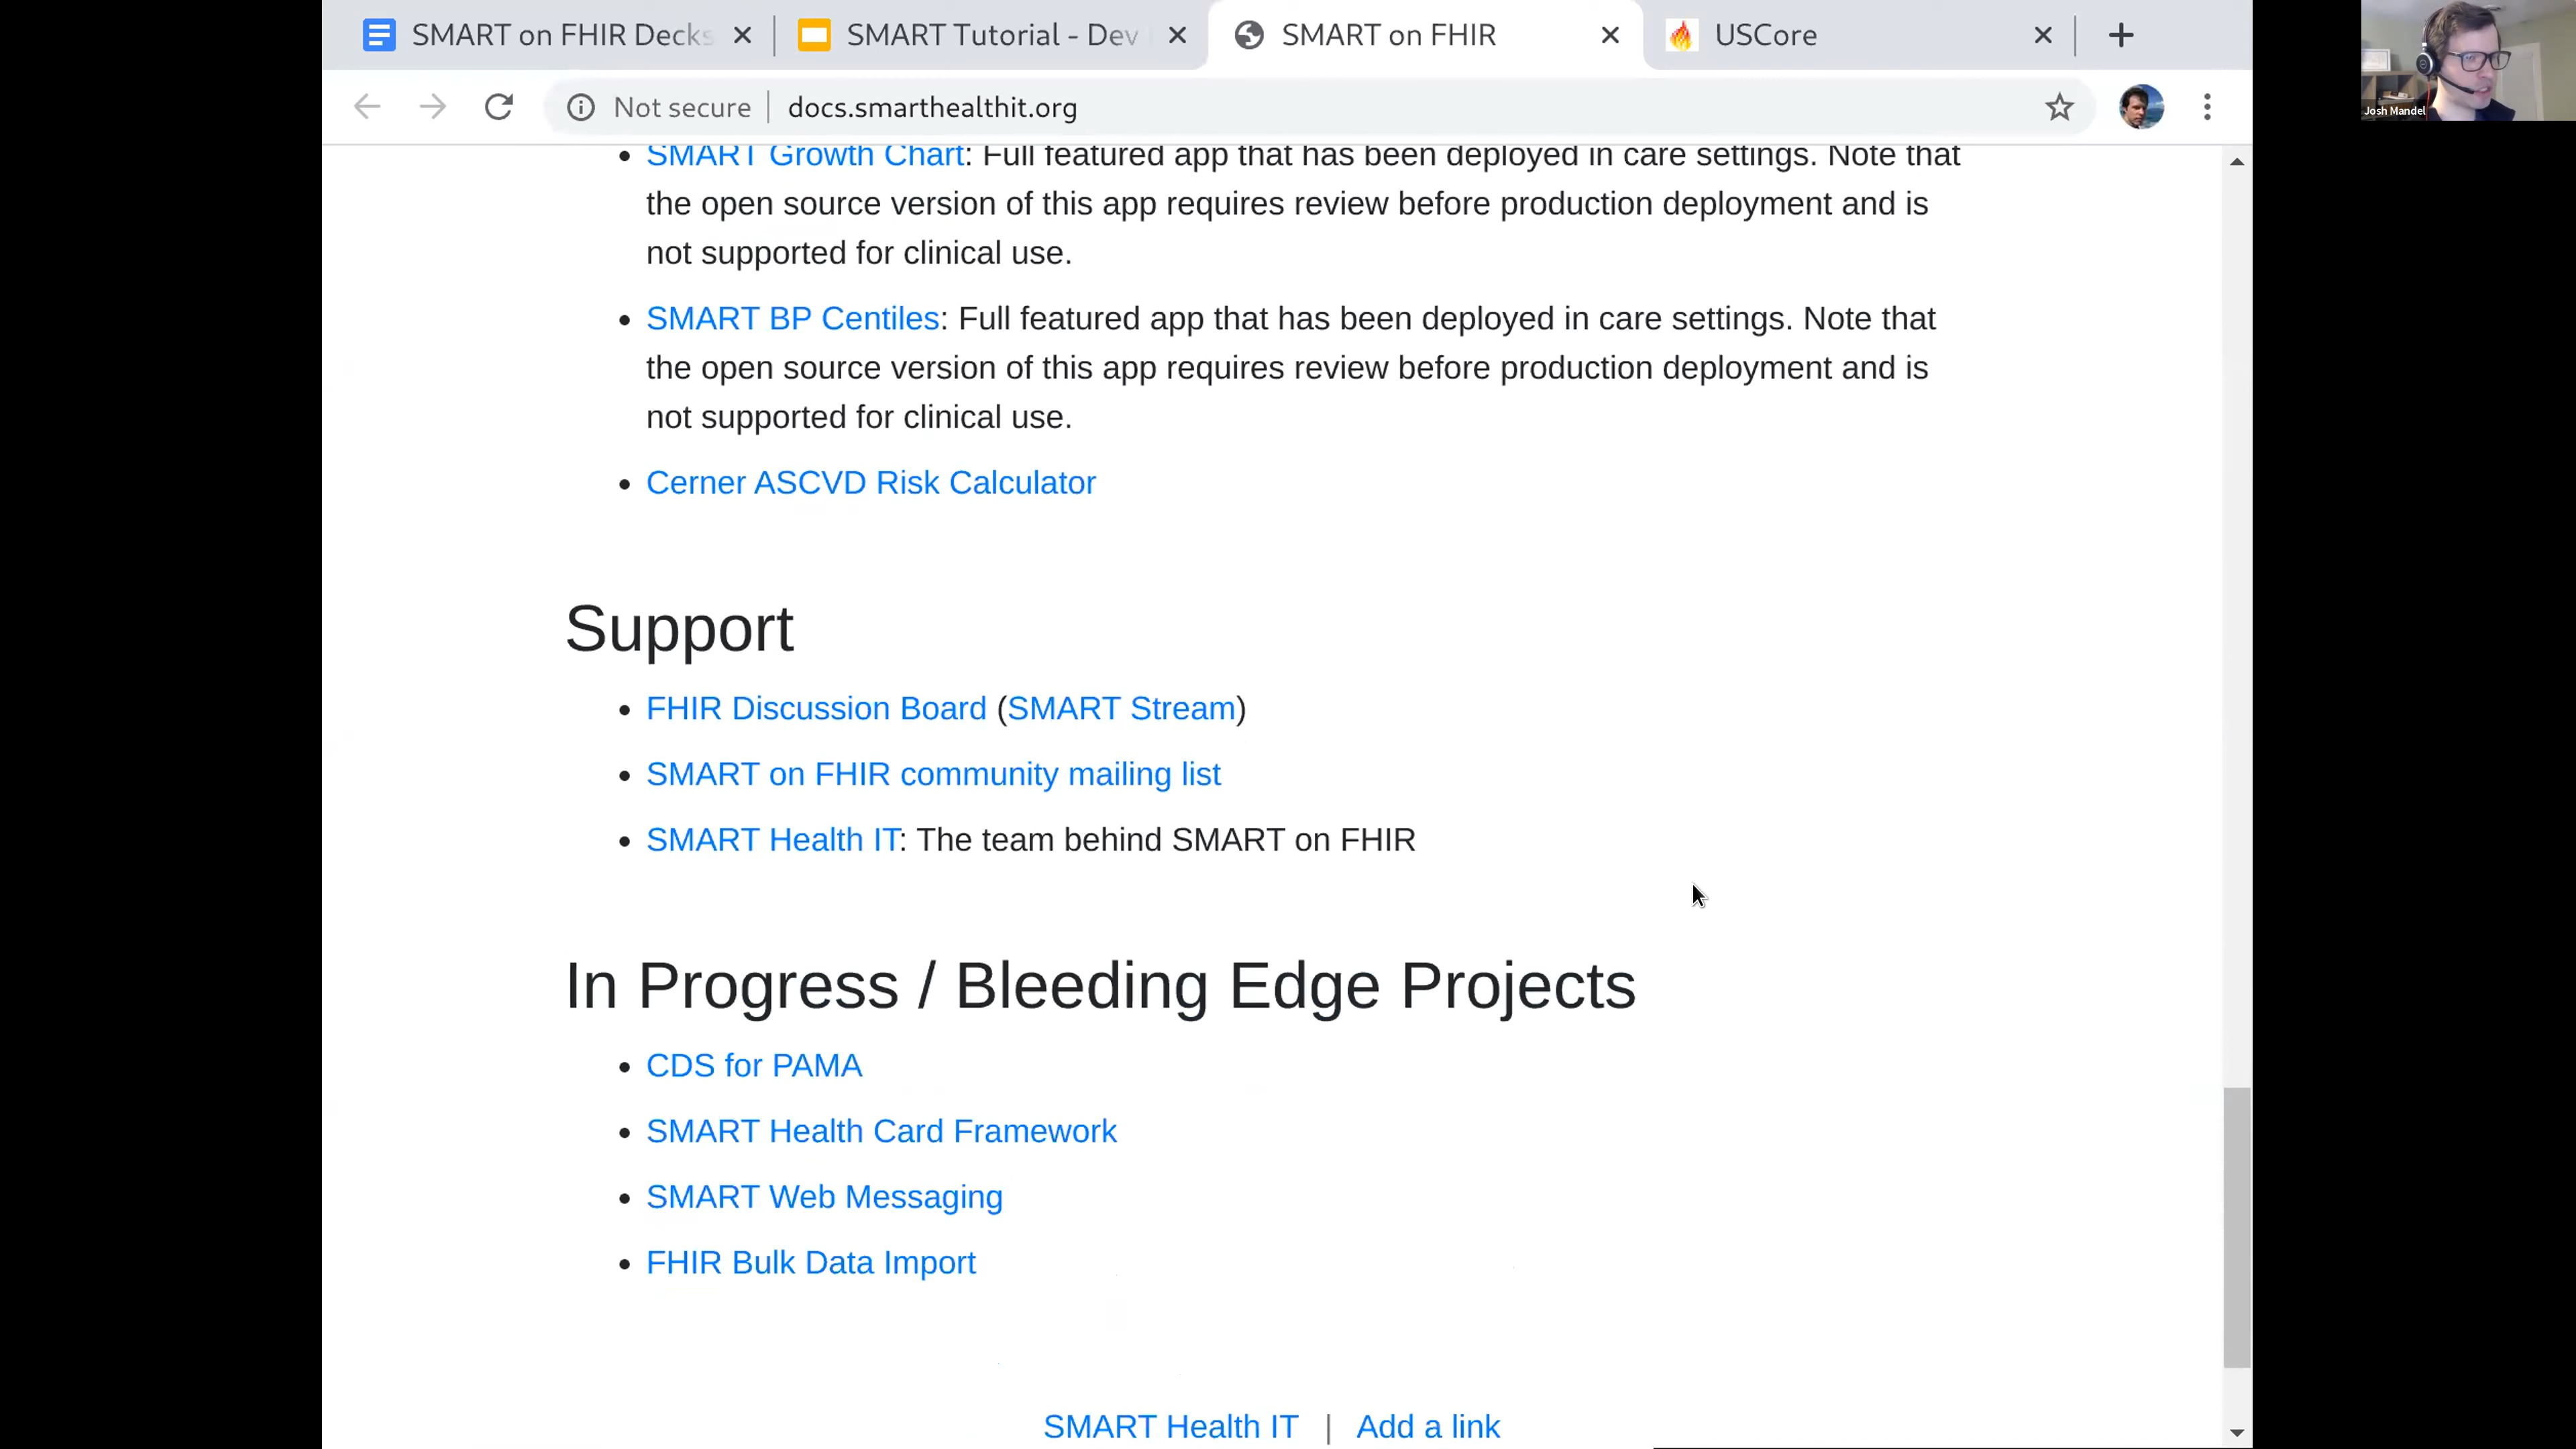 SMART on FHIR Decks
SMART Tutorial - Dev
SMART on FHIR
USCore
Not secure
docs.smarthealthit.org
Josh Mandel
• SMART Growth Chart: Full featured app that has been deployed in care settings. Note that
the open source version of this app requires review before production deployment and is
not supported for clinical use.
• SMART BP Centiles: Full featured app that has been deployed in care settings. Note that
the open source version of this app requires review before production deployment and is
not supported for clinical use.
• Cerner ASCVD Risk Calculator
Support
• FHIR Discussion Board (SMART Stream)
• SMART on FHIR community mailing list
• SMART Health IT: The team behind SMART on FHIR
In Progress / Bleeding Edge Projects
• CDS for PAMA
• SMART Health Card Framework
• SMART Web Messaging
• FHIR Bulk Data Import
SMART Health IT | Add a link